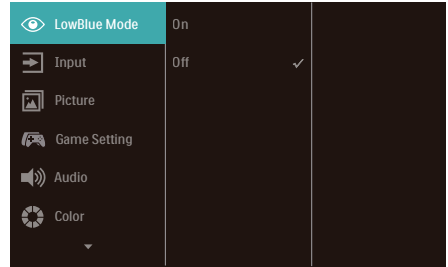 LowBlue Mode
On
Input
Off
Picture
Game Setting
Audio
Color